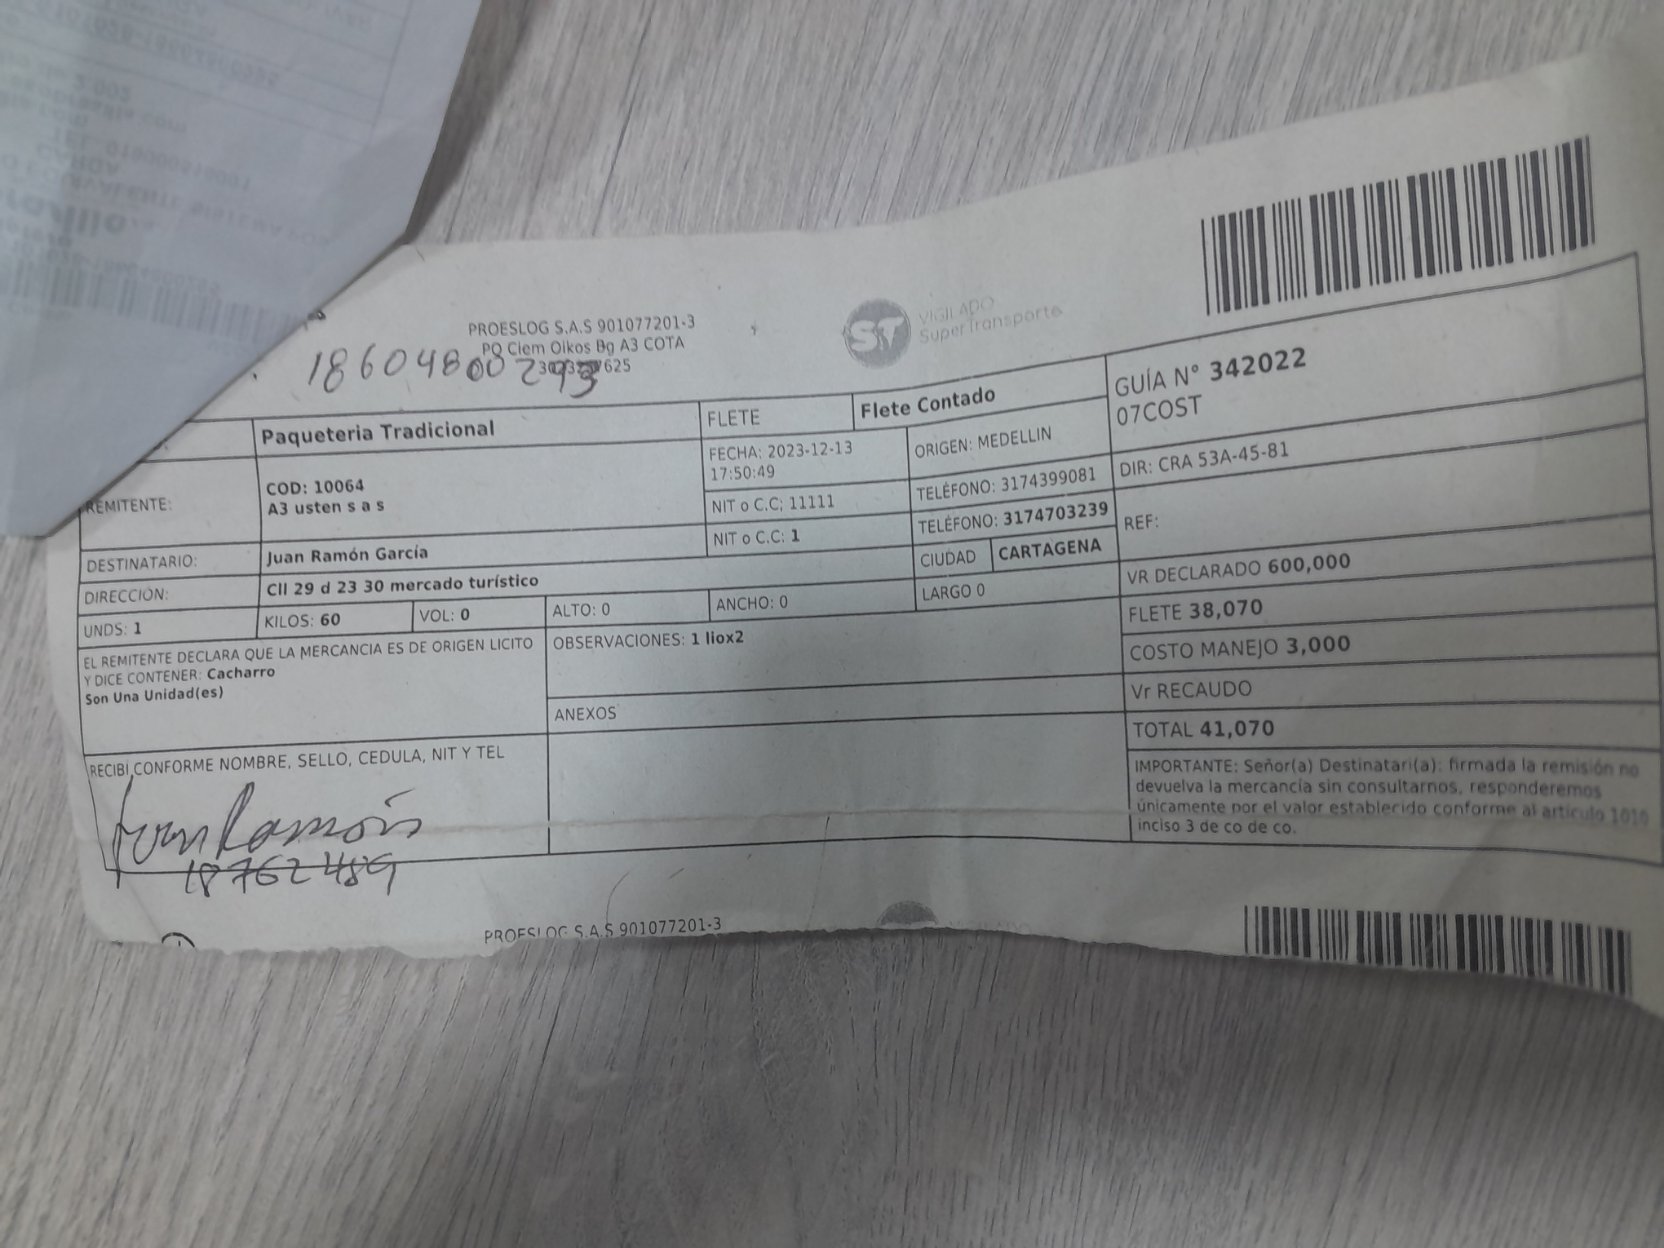 PROESLOG S.A.S 901077201-3
PQ Clem Oikos Bg A3 COTA
625
18604800293
ST VIGILADO
SuperTransporte
Paqueteria Tradicional
FLETE
Flete Contado
GUÍA N° 342022
07COST
REMITENTE:
COD: 10064
A3 usten s a s
FECHA: 2023-12-13
17:50:49
ORIGEN: MEDELLIN
DIR: CRA 53A-45-81
NIT o C.C: 11111
TELÉFONO: 3174399081
DESTINATARIO:
Juan Ramón García
NIT o C.C: 1
TELÉFONO: 3174703239
REF:
DIRECCIÓN:
Cll 29 d 23 30 mercado turístico
CIUDAD
CARTAGENA
VR DECLARADO 600,000
UNDS: 1
KILOS: 60
VOL: 0
ALTO: 0
ANCHO: 0
LARGO 0
FLETE 38,070
EL REMITENTE DECLARA QUE LA MERCANCIA ES DE ORIGEN LICITO
Y DICE CONTENER: Cacharro
Son Una Unidad(es)
OBSERVACIONES: 1 liox2
COSTO MANEJO 3,000
Vr RECAUDO
ANEXOS
TOTAL 41,070
RECIBÍ CONFORME NOMBRE, SELLO, CEDULA, NIT Y TEL
Juan Ramón
18762489
IMPORTANTE: Señor(a) Destinatari(a): firmada la remisión no
devuelva la mercancía sin consultarnos, responderemos
únicamente por el valor establecido conforme al artículo 1010
inciso 3 de co de co.
PROESLOG S.A.S 901077201-3